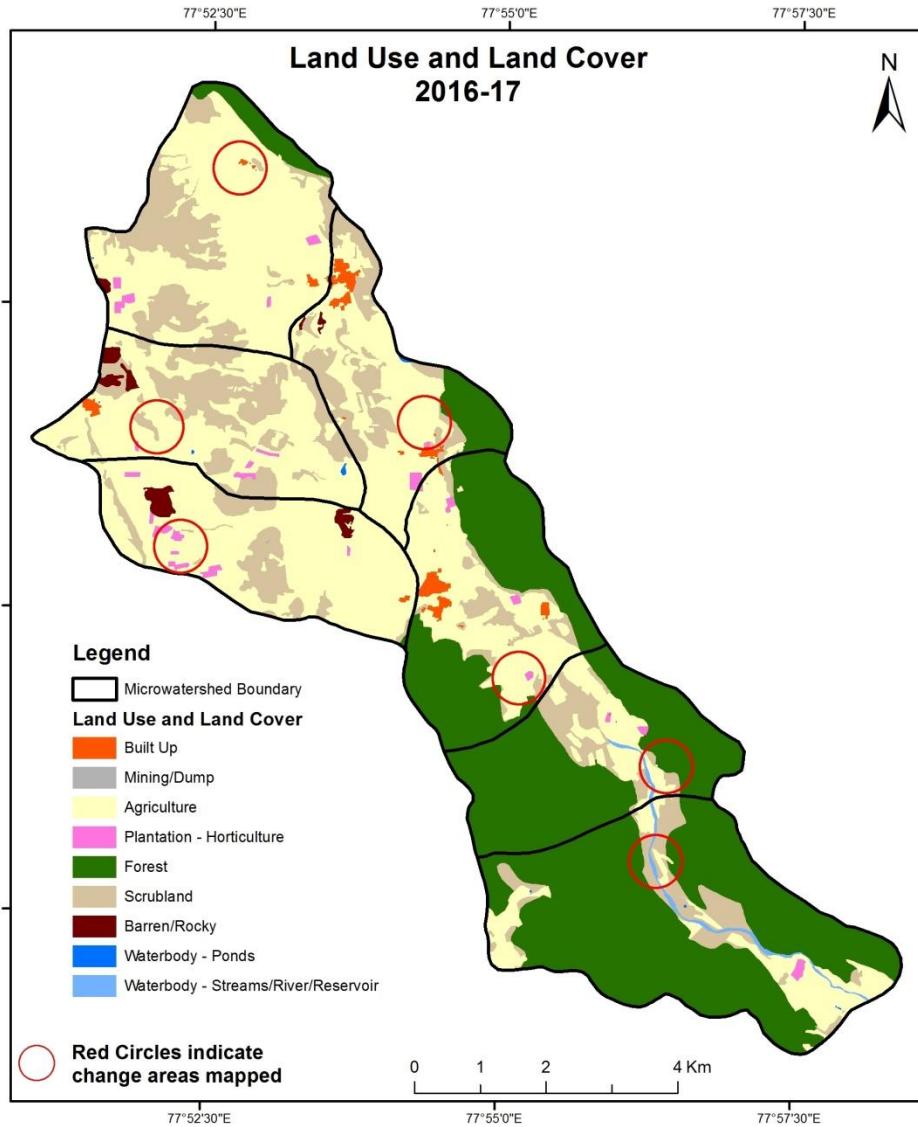 77°52'30"E
77°55'0"E
77°57'30"E
Land Use and Land Cover
2016-17
N
Legend
Microwatershed Boundary
Land Use and Land Cover
Built Up
Mining/Dump
Agriculture
Plantation - Horticulture
Forest
Scrubland
Barren/Rocky
Waterbody - Ponds
Waterbody - Streams/River/Reservoir
Red Circles indicate
change areas mapped
0 1 2 4 Km
77°52'30"E
77°55'0"E
77°57'30"E